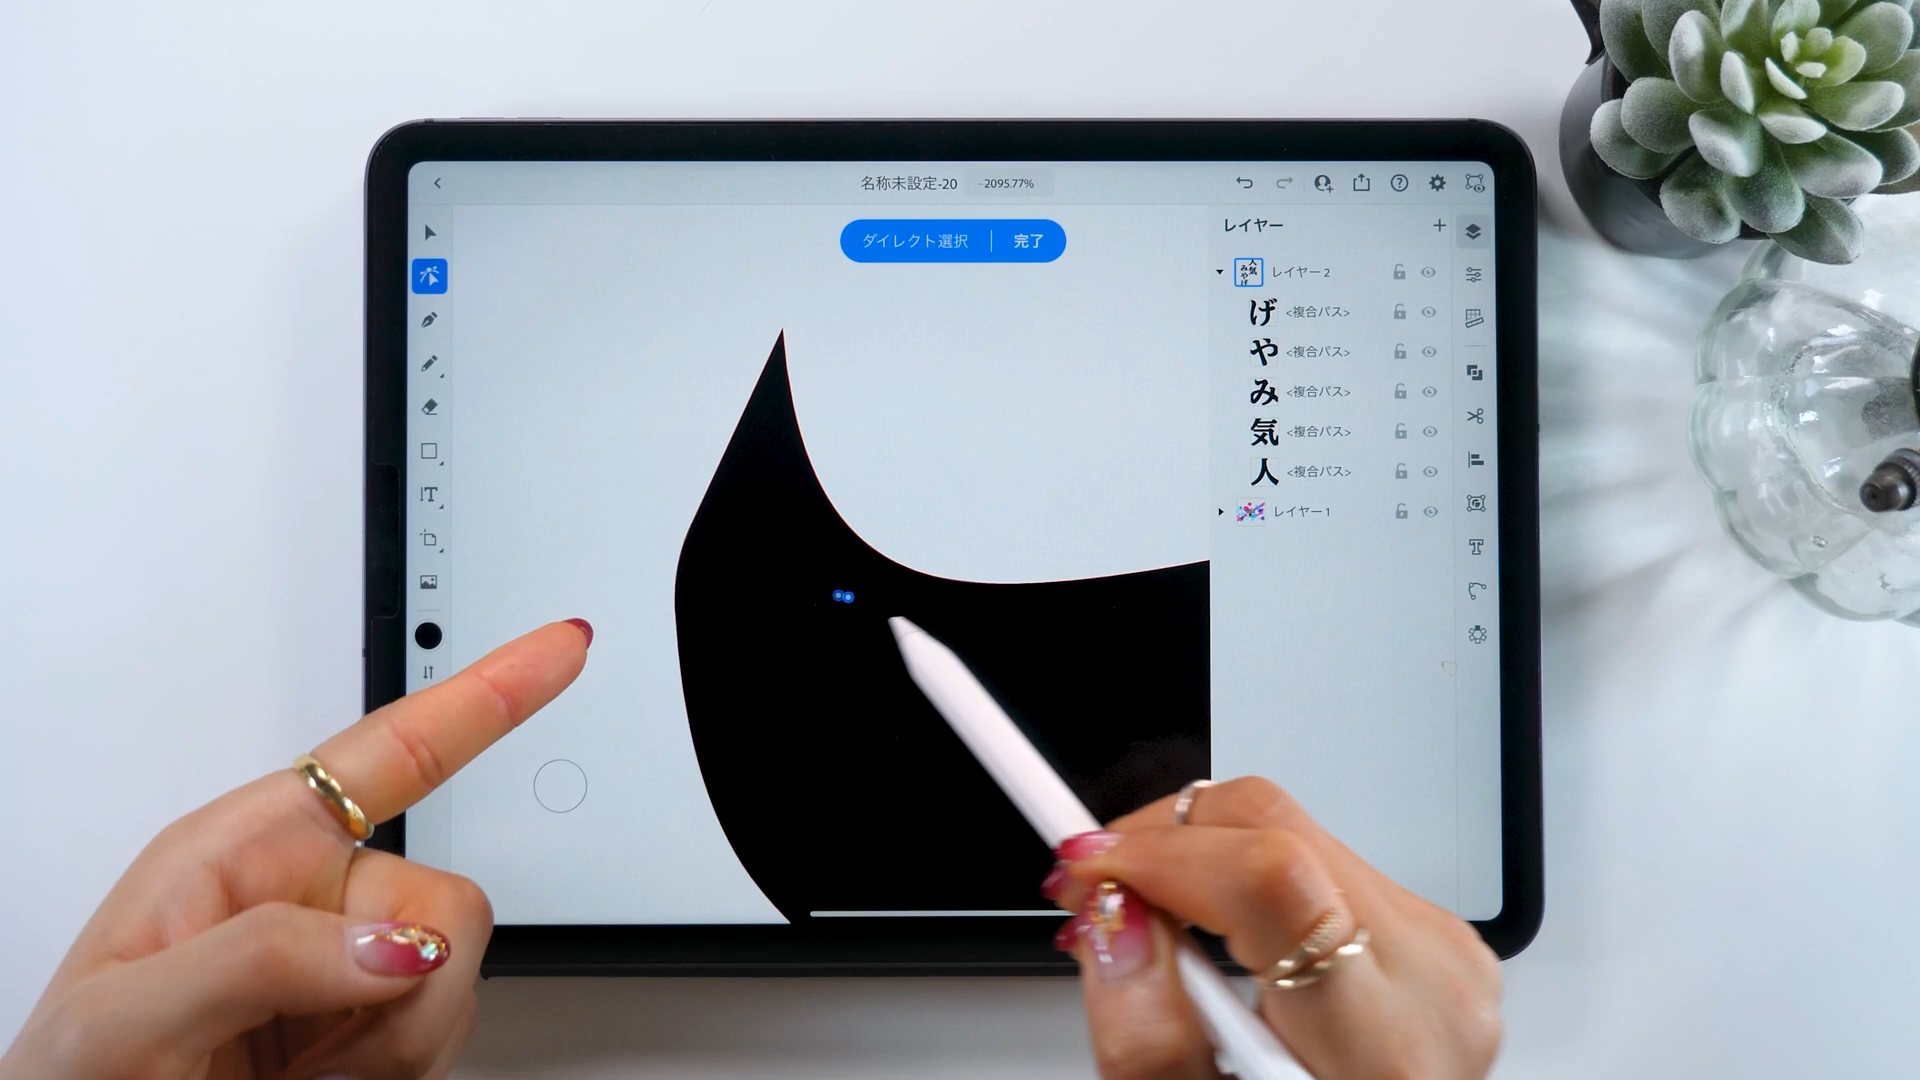 名称未設定-20 2095.77%
ダイレクト選択 完了
レイヤー
レイヤー 2
げ <複合パス>
や <複合パス>
み <複合パス>
気 <複合パス>
人 <複合パス>
レイヤー 1